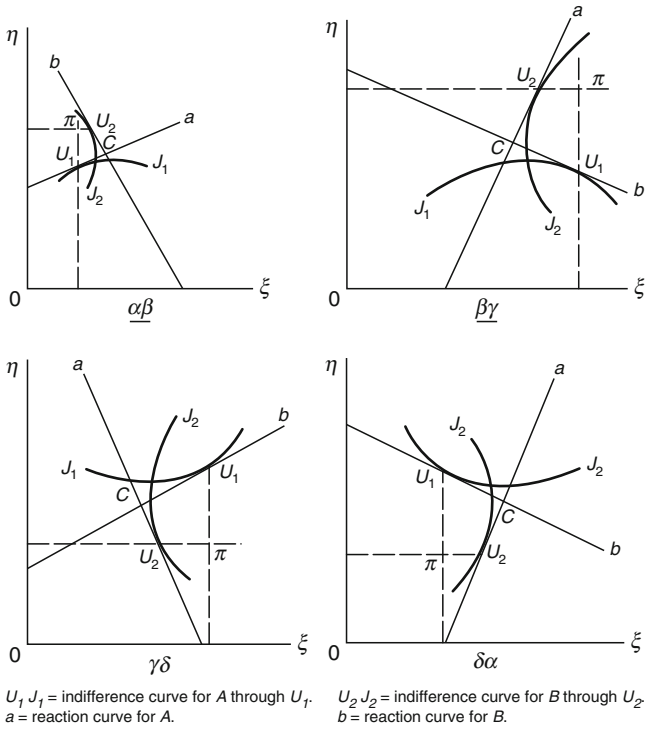 η
b
π
U₂
a
C
U₁
J₁
J₂
0
ξ
αβ
η
a
U₂
π
C
U₁
b
J₁
J₂
0
ξ
βγ
η
a
J₂
b
J₁
U₁
C
U₂
π
0
ξ
γδ
η
a
J₂
U₁
J₂
C
π
U₂
b
0
ξ
δα
U₁ J₁ = indifference curve for A through U₁.
a = reaction curve for A.
U₂ J₂ = indifference curve for B through U₂.
b = reaction curve for B.